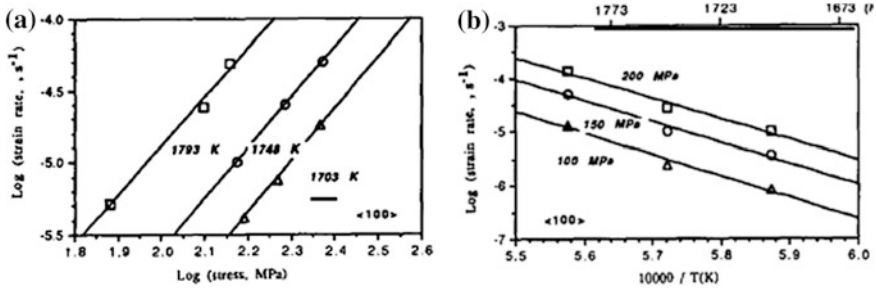 (a)
Log (strain rate, , s⁻¹)
-4.0
-4.5
-5.0
-5.5
1793 K
1748 K
1703 K
<100>
1.8 1.9 2.0 2.1 2.2 2.3 2.4 2.5 2.6
Log (stress, MPa)
(b)
1773 1723 1673
Log (strain rate, , s⁻¹)
-3
-4
-5
-6
-7
200 MPa
150 MPa
100 MPa
<100>
5.5 5.6 5.7 5.8 5.9 6.0
10000 / T(K)